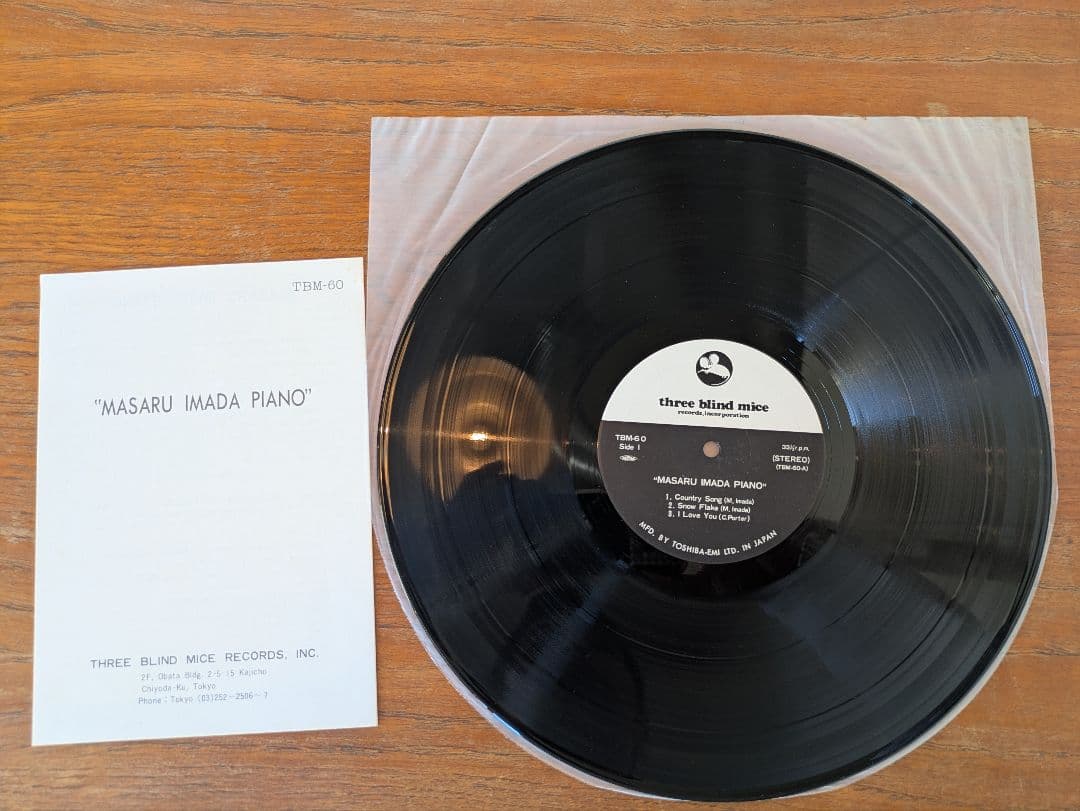 TBM-60
"MASARU IMADA PIANO"
THREE BLIND MICE RECORDS, INC.
2F, Obata Bldg. 2-5-15 Kajicho
Chiyoda-Ku, Tokyo
Phone : Tokyo (03)252-2506~7
three blind mice
records, incorporation
TBM-60
Side 1
33⅓r.p.m.
(STEREO)
(TBM-60-A)
"MASARU IMADA PIANO"
1. Country Song (M. Imada)
2. Snow Flake (M. Imada)
3. I Love You (C. Porter)
MFD. BY TOSHIBA-EMI LTD. IN JAPAN